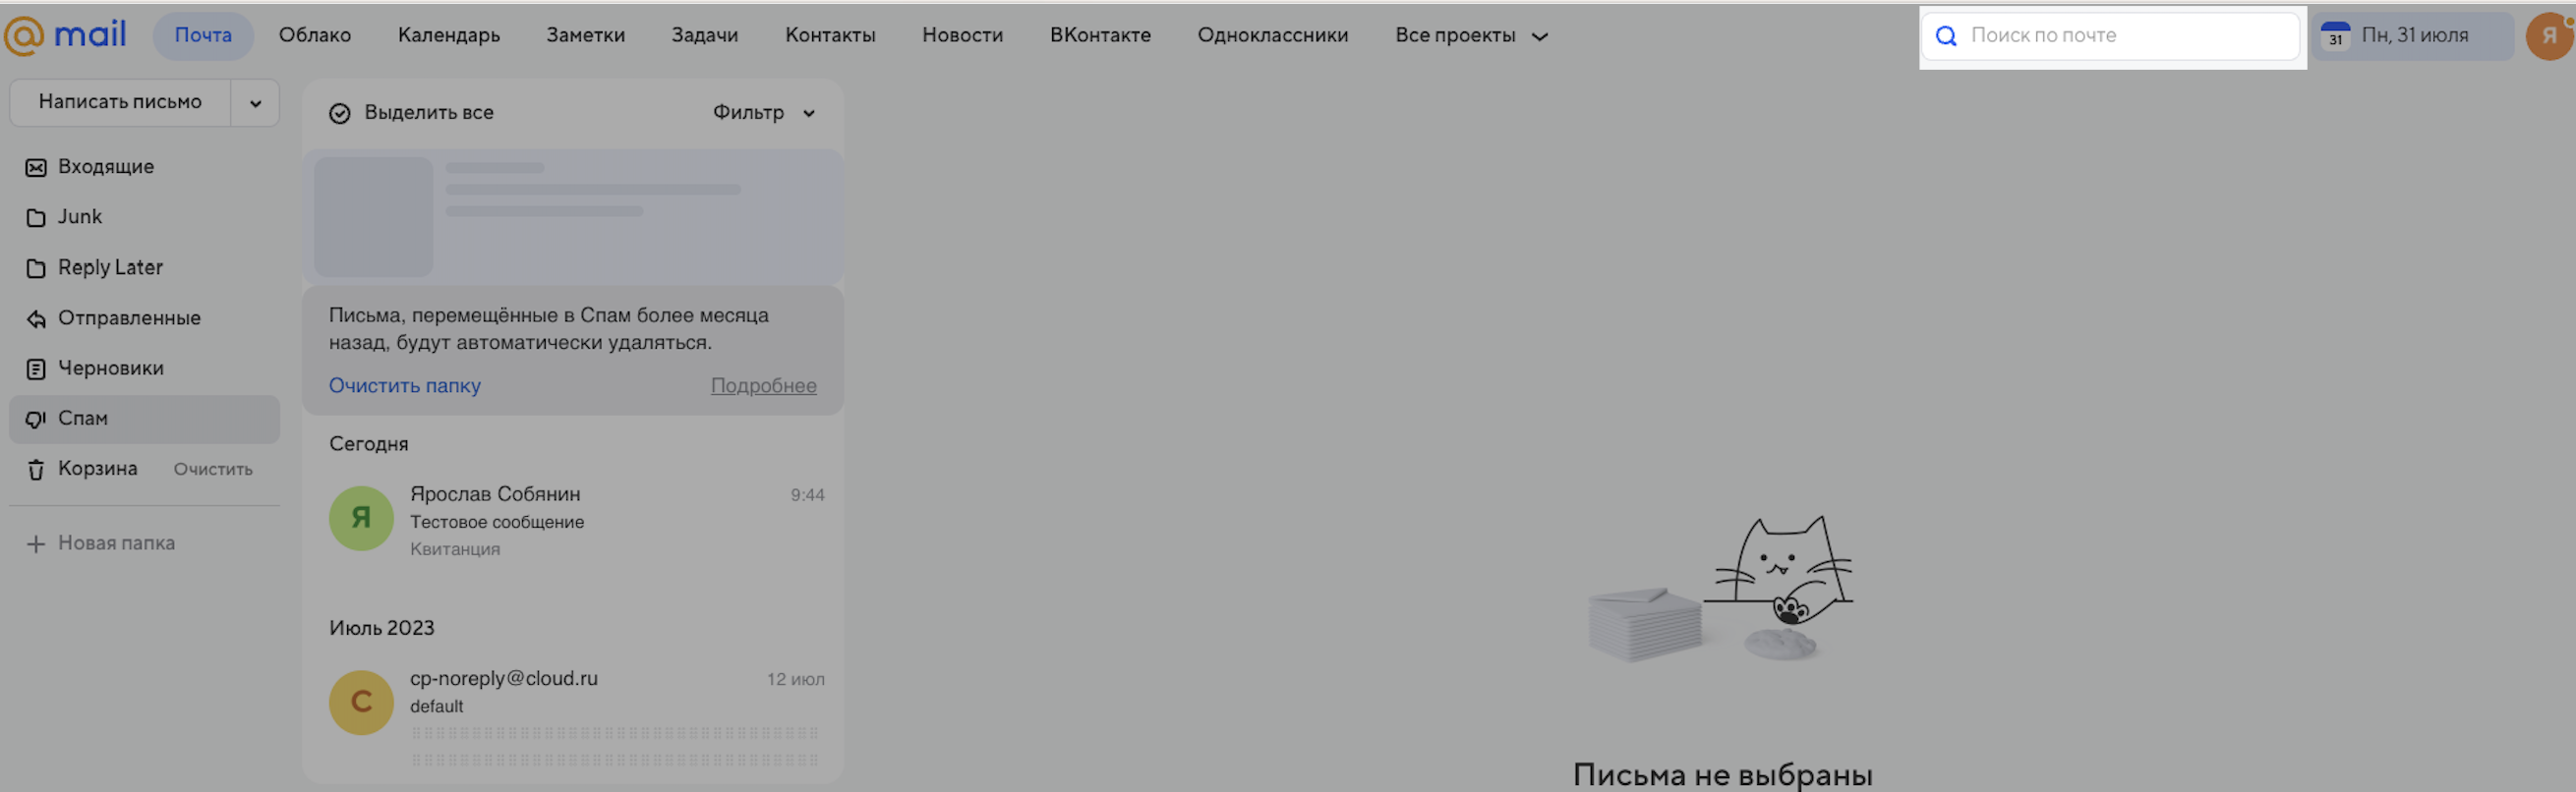 mail
Почта
Облако
Календарь
Заметки
Задачи
Контакты
Новости
ВКонтакте
Одноклассники
Все проекты
Поиск по почте
31
Пн, 31 июля
Я
Написать письмо
Входящие
Junk
Reply Later
Отправленные
Черновики
Спам
Корзина
Очистить
Новая папка
Выделить все
Фильтр
Письма, перемещённые в Спам более месяца
назад, будут автоматически удаляться.
Очистить папку
Подробнее
Сегодня
Я
Ярослав Собянин
9:44
Тестовое сообщение
Квитанция
Июль 2023
C
cp-noreply@cloud.ru
12 июл
default
Письма не выбраны